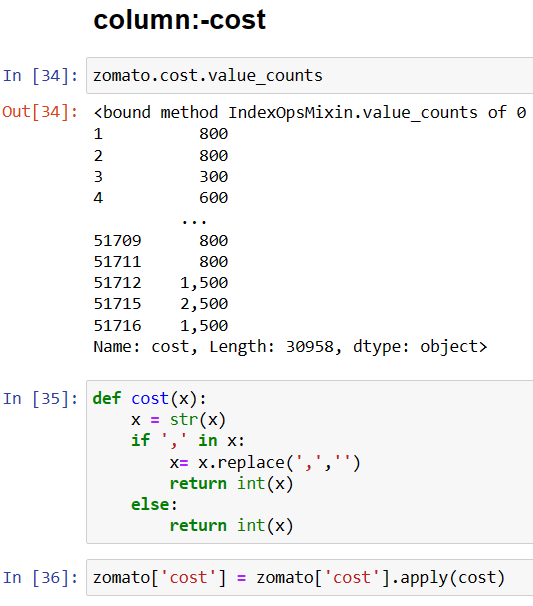 column:-cost
In [34]: zomato.cost.value_counts
Out[34]: <bound method IndexOpsMixin.value_counts of 0
1          800
2          800
3          300
4          600
         ...
51709      800
51711      800
51712    1,500
51715    2,500
51716    1,500
Name: cost, Length: 30958, dtype: object>
In [35]: def cost(x):
    x = str(x)
    if ',' in x:
        x= x.replace(',','')
        return int(x)
    else:
        return int(x)
In [36]: zomato['cost'] = zomato['cost'].apply(cost)